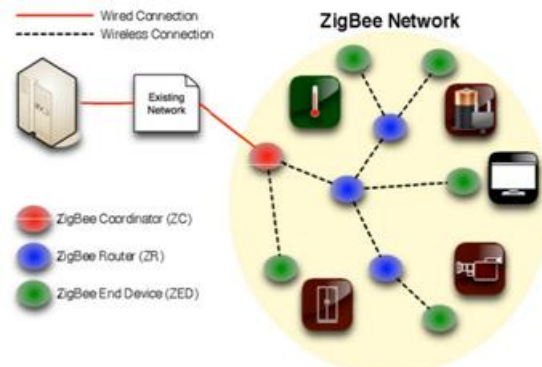 Wired Connection
Wireless Connection
ZigBee Network
Existing
Network
ZigBee Coordinator (ZC)
ZigBee Router (ZR)
ZigBee End Device (ZED)